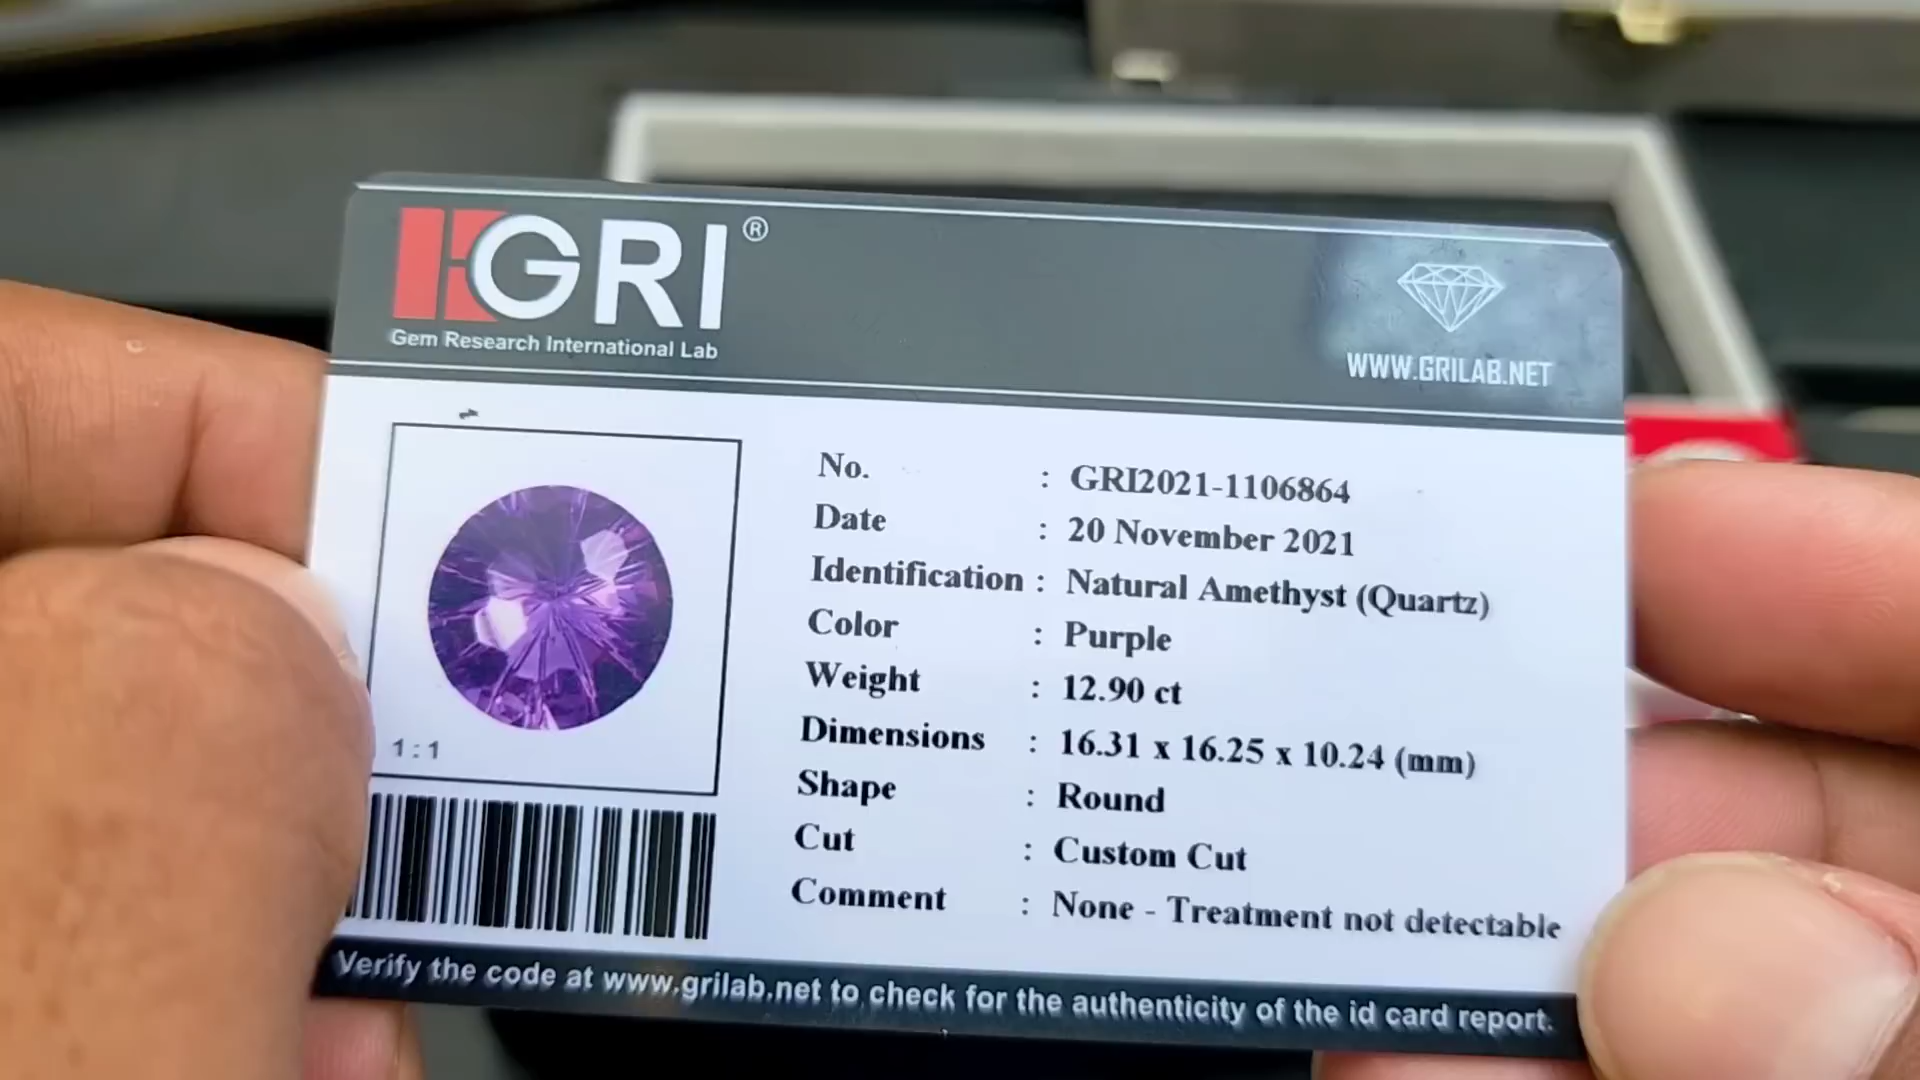 GRI®
Gem Research International Lab
WWW.GRILAB.NET
No. : GRI2021-1106864
Date : 20 November 2021
Identification : Natural Amethyst (Quartz)
Color : Purple
Weight : 12.90 ct
Dimensions : 16.31 x 16.25 x 10.24 (mm)
Shape : Round
Cut : Custom Cut
Comment : None - Treatment not detectable
1 : 1
Verify the code at www.grilab.net to check for the authenticity of the id card report.